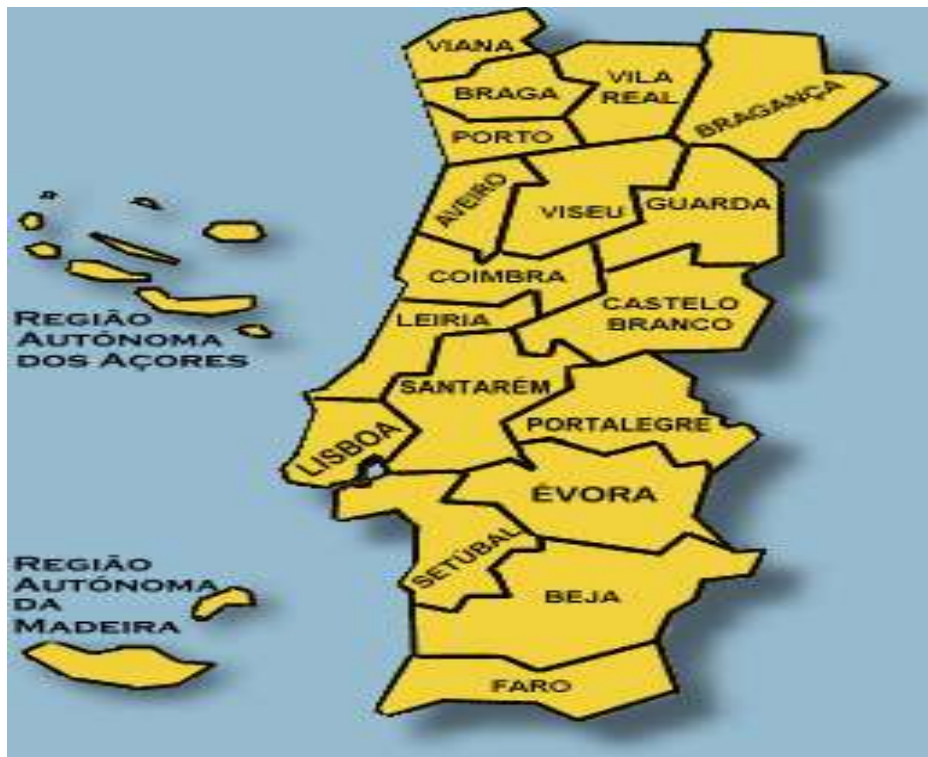 VIANA
BRAGA
VILA
REAL
BRAGANÇA
PORTO
AVEIRO
VISEU
GUARDA
COIMBRA
LEIRIA
CASTELO
BRANCO
REGIÃO
AUTÓNOMA
DOS AÇORES
SANTARÉM
PORTALEGRE
LISBOA
ÉVORA
SETÚBAL
BEJA
REGIÃO
AUTÓNOMA
DA
MADEIRA
FARO